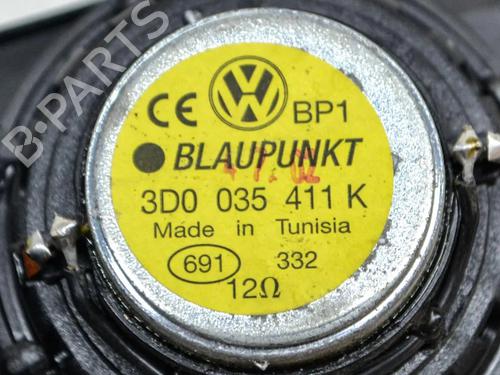 B-PARTS
CE BP1
BLAUPUNKT
3D0 035 411 K
Made in Tunisia
691 332
12Ω